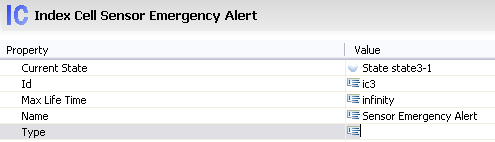 IC Index Cell Sensor Emergency Alert
Property Value
Current State State state3-1
Id ic3
Max Life Time infinity
Name Sensor Emergency Alert
Type